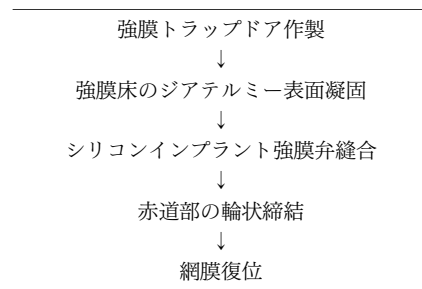 強膜トラップドア作製
↓
強膜床のジアテルミー表面凝固
↓
シリコンインプラント強膜弁縫合
↓
赤道部の輪状締結
↓
網膜復位